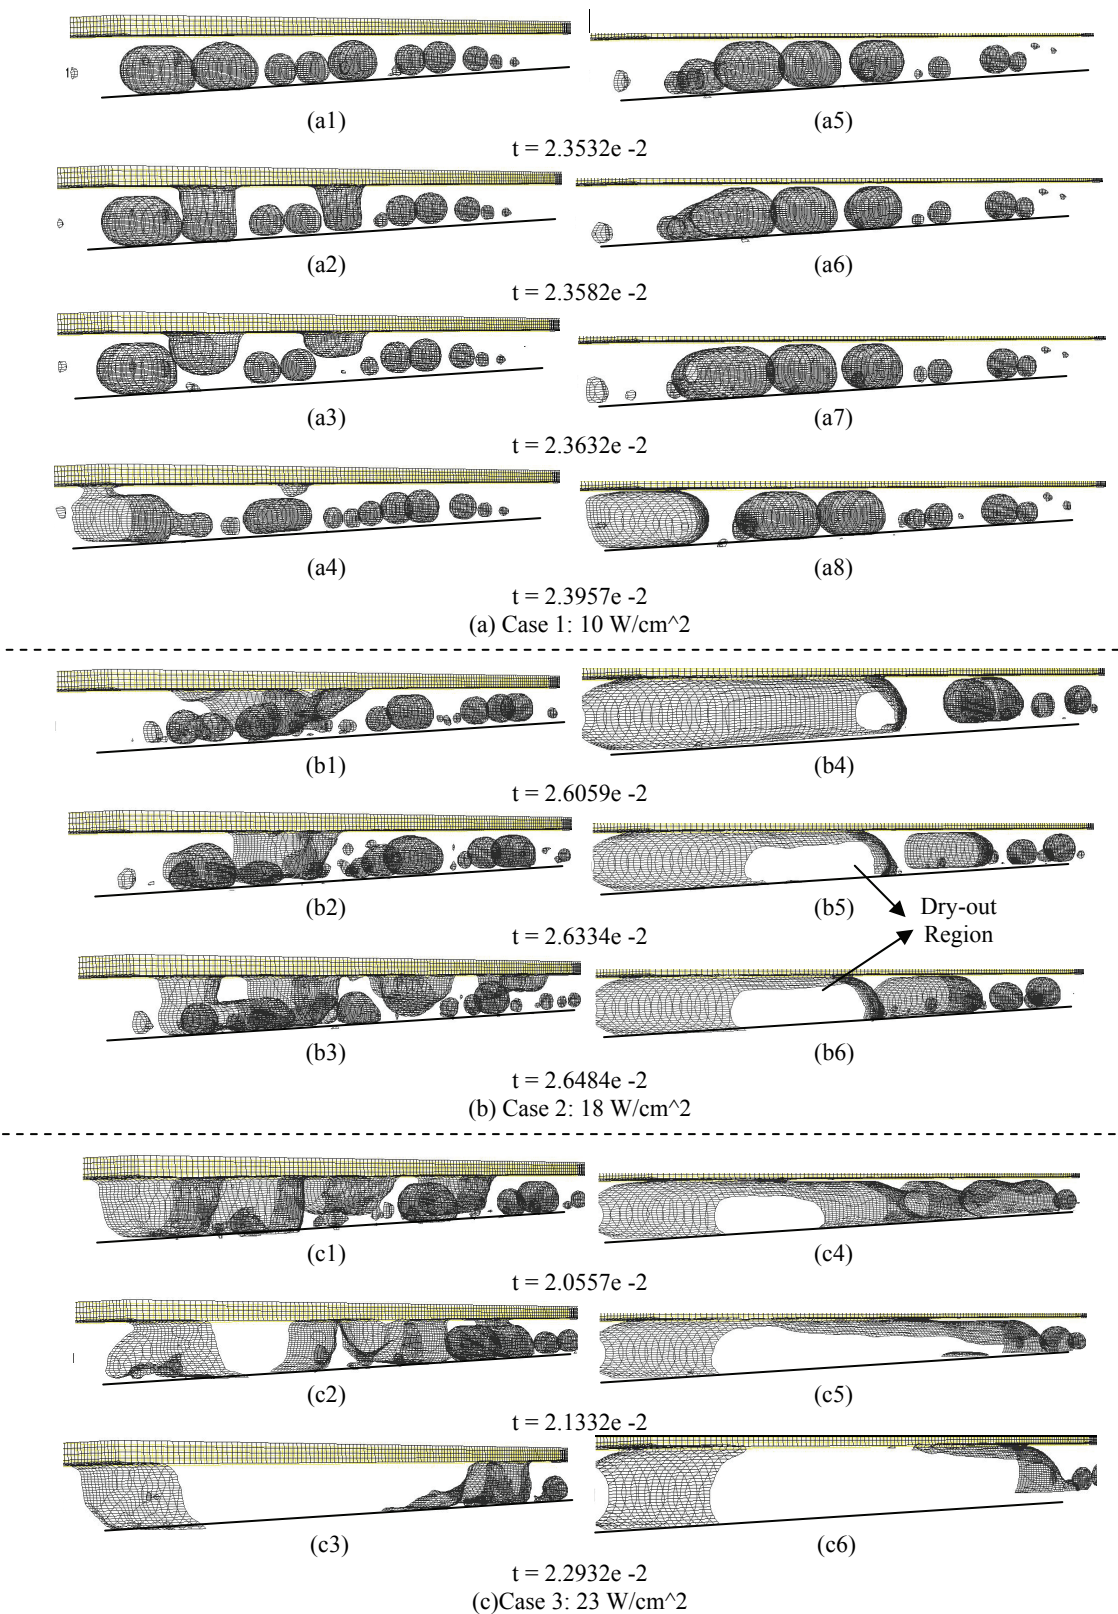 (a1) (a5)
t = 2.3532e -2
(a2) (a6)
t = 2.3582e -2
(a3) (a7)
t = 2.3632e -2
(a4) (a8)
t = 2.3957e -2
(a) Case 1: 10 W/cm^2
(b1) (b4)
t = 2.6059e -2
(b2) (b5)
Dry-out
Region
t = 2.6334e -2
(b3) (b6)
t = 2.6484e -2
(b) Case 2: 18 W/cm^2
(c1) (c4)
t = 2.0557e -2
(c2) (c5)
t = 2.1332e -2
(c3) (c6)
t = 2.2932e -2
(c)Case 3: 23 W/cm^2